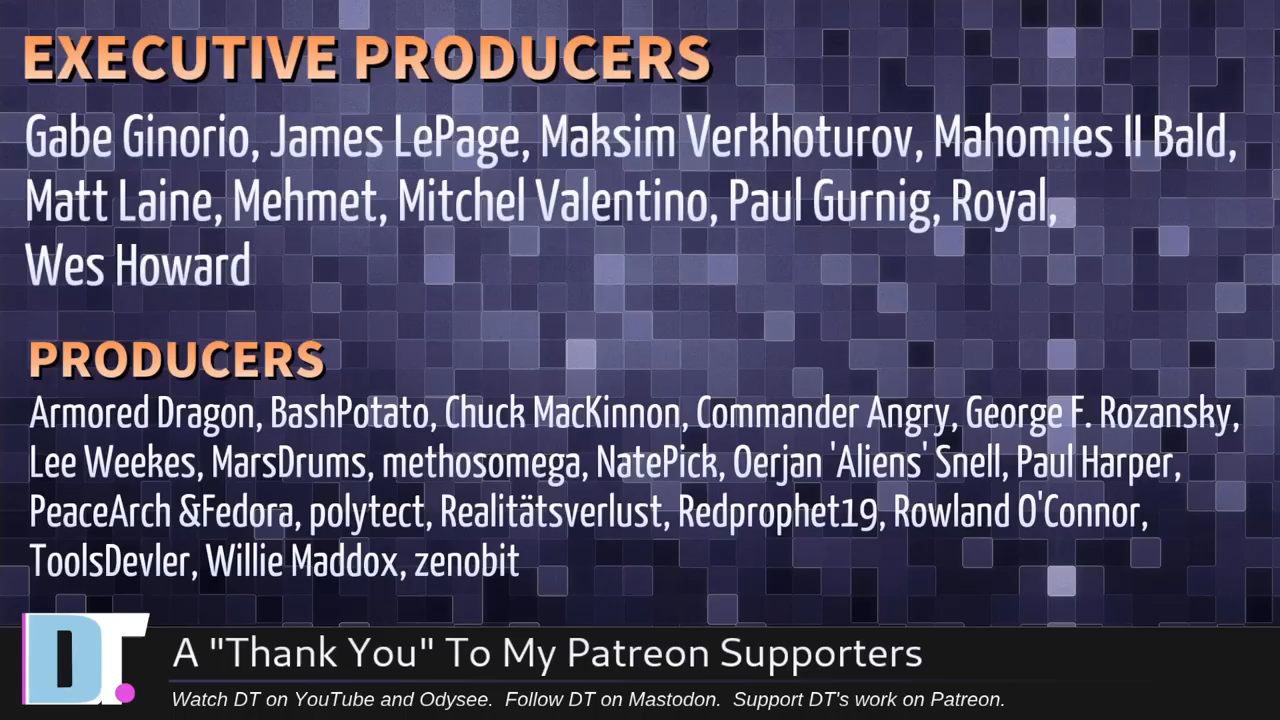 EXECUTIVE PRODUCERS
Gabe Ginorio, James LePage, Maksim Verkhoturov, Mahomies II Bald,
Matt Laine, Mehmet, Mitchel Valentino, Paul Gurnig, Royal,
Wes Howard
PRODUCERS
Armored Dragon, BashPotato, Chuck MacKinnon, Commander Angry, George F. Rozansky,
Lee Weekes, MarsDrums, methosomega, NatePick, Oerjan 'Aliens' Snell, Paul Harper,
PeaceArch &Fedora, polytect, Realitätsverlust, Redprophet19, Rowland O'Connor,
ToolsDevler, Willie Maddox, zenobit
DT.
A "Thank You" To My Patreon Supporters
Watch DT on YouTube and Odysee.  Follow DT on Mastodon.  Support DT's work on Patreon.